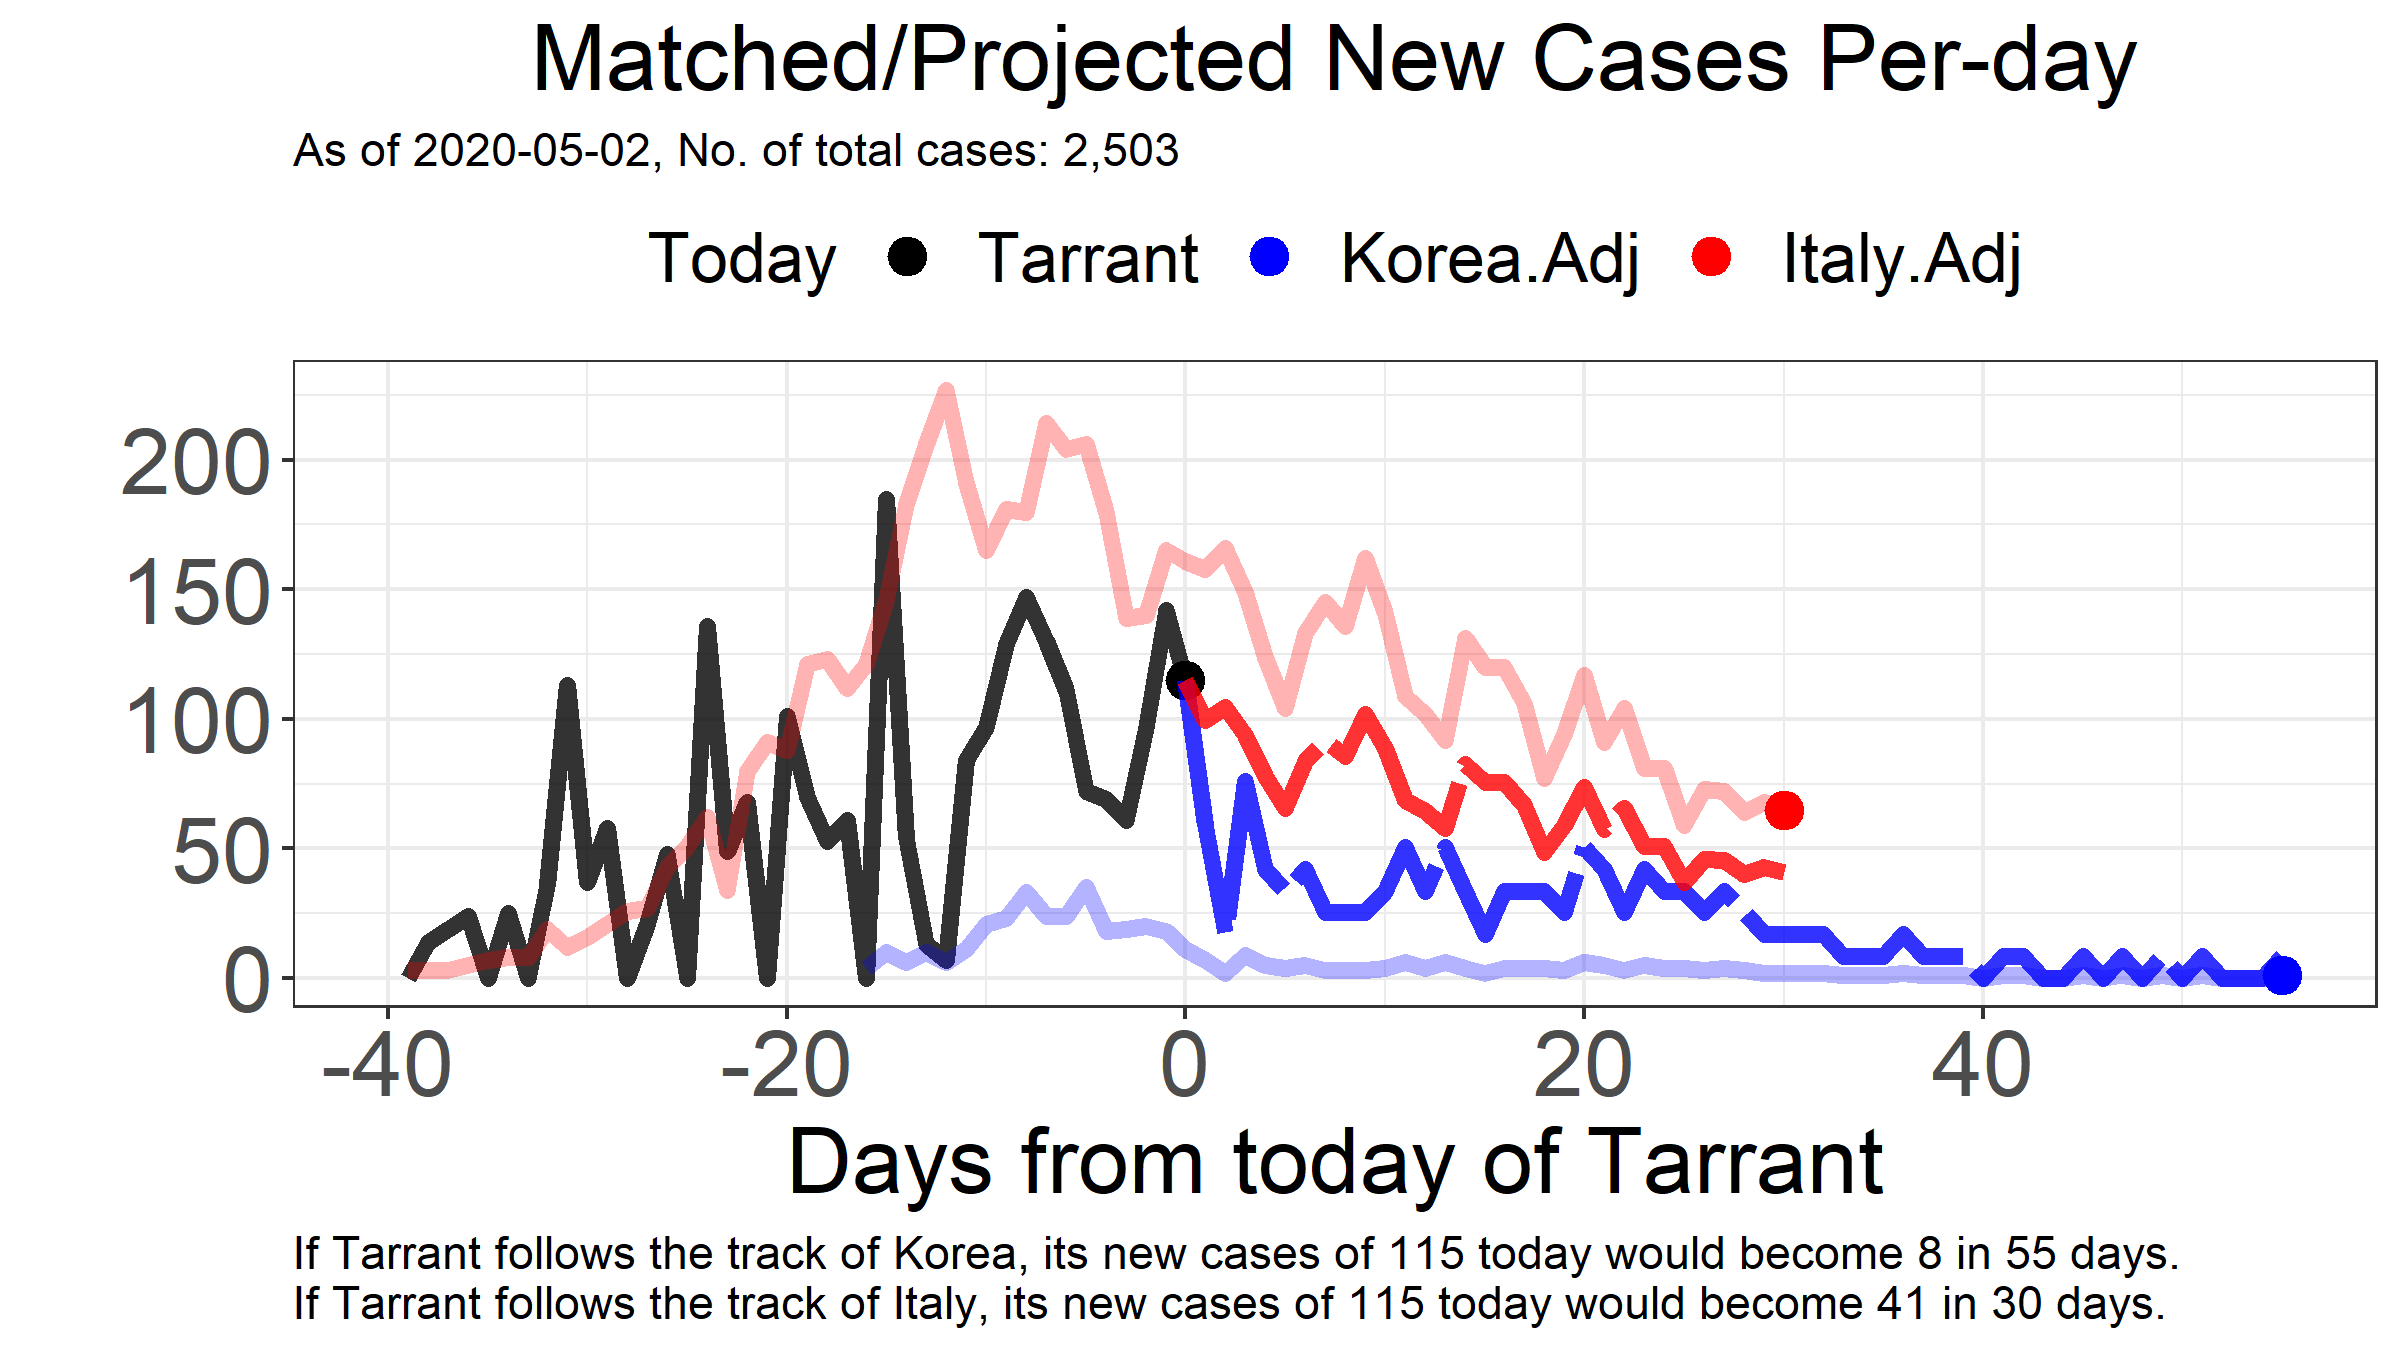 Matched/Projected New Cases Per-day
As of 2020-05-02, No. of total cases: 2,503
Today Tarrant Korea.Adj Italy.Adj
200
150
100
50
0
-40 -20 0 20 40
Days from today of Tarrant
If Tarrant follows the track of Korea, its new cases of 115 today would become 8 in 55 days.
If Tarrant follows the track of Italy, its new cases of 115 today would become 41 in 30 days.